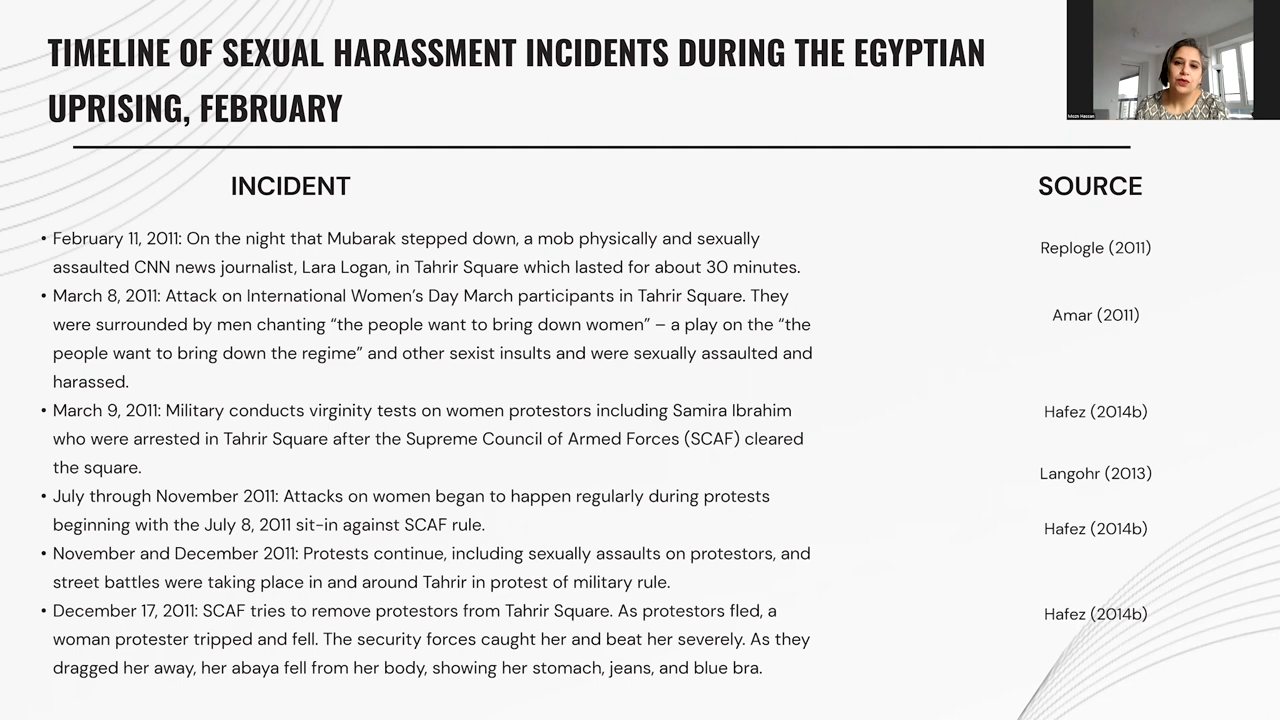 TIMELINE OF SEXUAL HARASSMENT INCIDENTS DURING THE EGYPTIAN
UPRISING, FEBRUARY
Mozn Hassan
INCIDENT
SOURCE
• February 11, 2011: On the night that Mubarak stepped down, a mob physically and sexually
assaulted CNN news journalist, Lara Logan, in Tahrir Square which lasted for about 30 minutes.
Replogle (2011)
• March 8, 2011: Attack on International Women’s Day March participants in Tahrir Square. They
were surrounded by men chanting “the people want to bring down women” – a play on the “the
people want to bring down the regime” and other sexist insults and were sexually assaulted and
harassed.
Amar (2011)
• March 9, 2011: Military conducts virginity tests on women protestors including Samira Ibrahim
who were arrested in Tahrir Square after the Supreme Council of Armed Forces (SCAF) cleared
the square.
Hafez (2014b)
• July through November 2011: Attacks on women began to happen regularly during protests
beginning with the July 8, 2011 sit-in against SCAF rule.
Langohr (2013)
• November and December 2011: Protests continue, including sexually assaults on protestors, and
street battles were taking place in and around Tahrir in protest of military rule.
Hafez (2014b)
• December 17, 2011: SCAF tries to remove protestors from Tahrir Square. As protestors fled, a
woman protester tripped and fell. The security forces caught her and beat her severely. As they
dragged her away, her abaya fell from her body, showing her stomach, jeans, and blue bra.
Hafez (2014b)